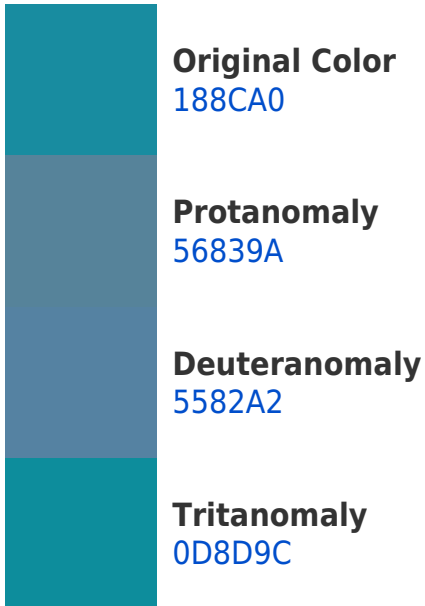 Original Color
188CA0
Protanomaly
56839A
Deuteranomaly
5582A2
Tritanomaly
0D8D9C